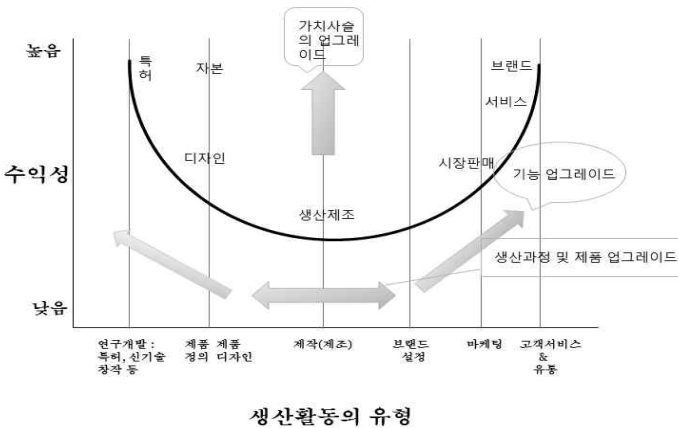 가치사슬
의 업그레
이드
높음
특
허
자본
브랜드
서비스
디자인
시장판매
기능 업그레이드
수익성
생산제조
생산과정 및 제품 업그레이드
낮음
연구개발 :
특허, 신기술
창작 등
제품 제품
정의 디자인
제작(제조)
브랜드
설정
마케팅
고객서비스
&
유통
생산활동의 유형